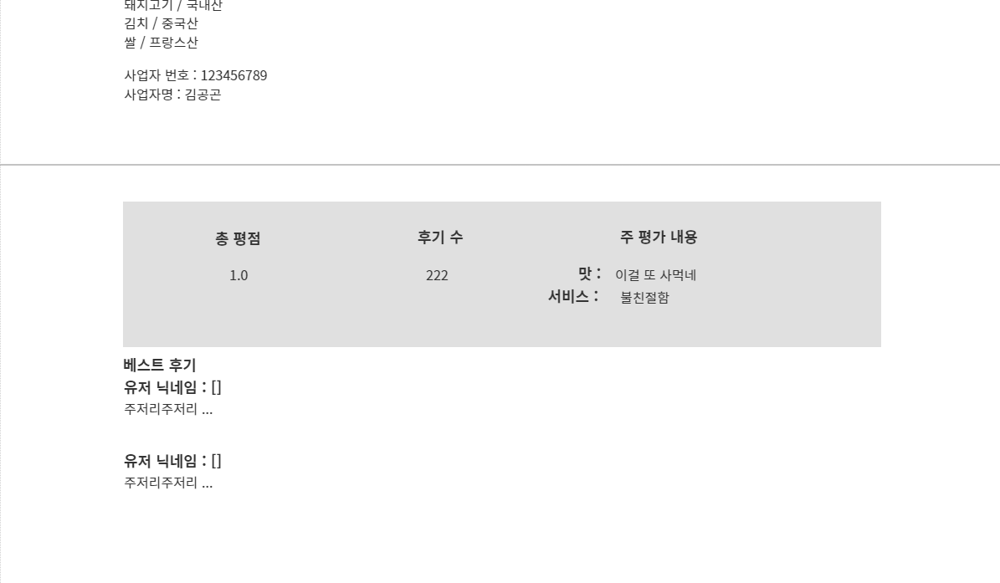 돼지고기 / 국내산
김치 / 중국산
쌀 / 프랑스산
사업자 번호 : 123456789
사업자명 : 김공곤
총 평점
후기 수
주 평가 내용
1.0
222
맛 : 이걸 또 사먹네
서비스 : 불친절함
베스트 후기
유저 닉네임 : []
주저리주저리 ...
유저 닉네임 : []
주저리주저리 ...